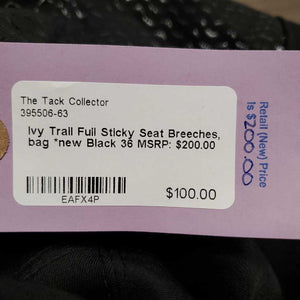 The Tack Collector
395506-63
Ivy Trail Full Sticky Seat Breeches,
bag *new Black 36 MSRP: $200.00
$100.00
EAFX4P
Retail (New) Price
Is $200.00